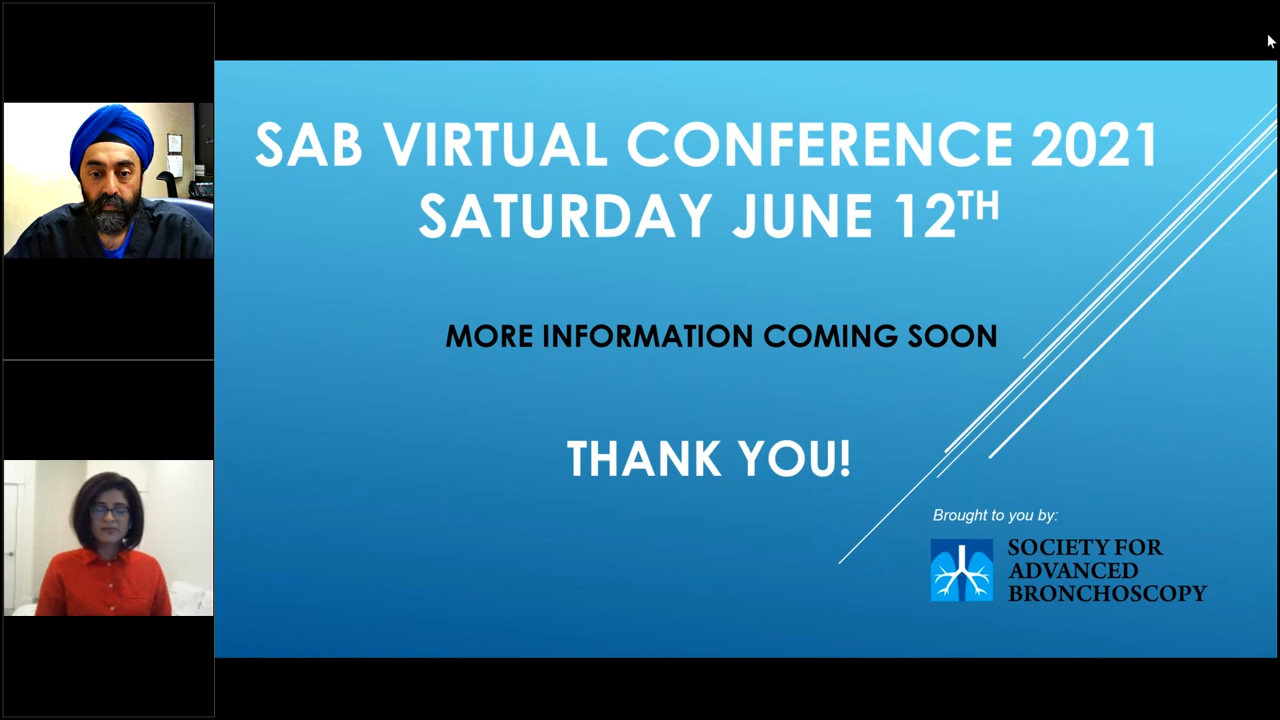 SAB VIRTUAL CONFERENCE 2021
SATURDAY JUNE 12TH
MORE INFORMATION COMING SOON
THANK YOU!
Brought to you by:
SOCIETY FOR
ADVANCED
BRONCHOSCOPY